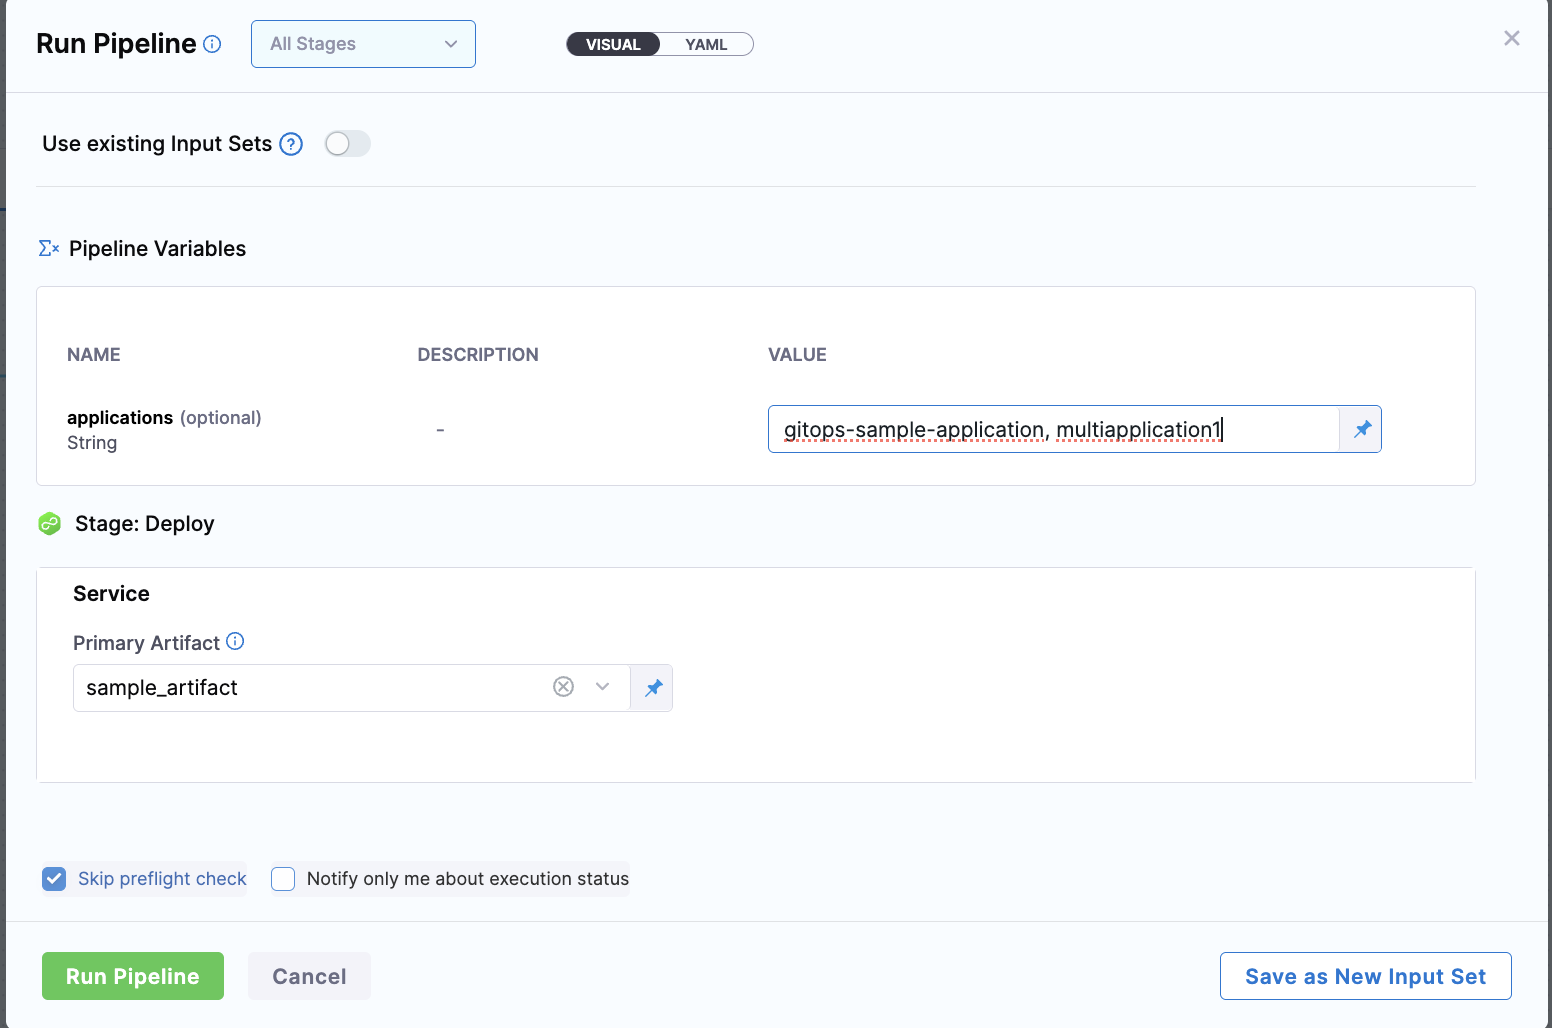 Run Pipeline
All Stages
VISUAL
YAML
Use existing Input Sets
Pipeline Variables
NAME DESCRIPTION VALUE
applications (optional)
String
-
gitops-sample-application, multiapplication1
Stage: Deploy
Service
Primary Artifact
sample_artifact
Skip preflight check
Notify only me about execution status
Run Pipeline
Cancel
Save as New Input Set